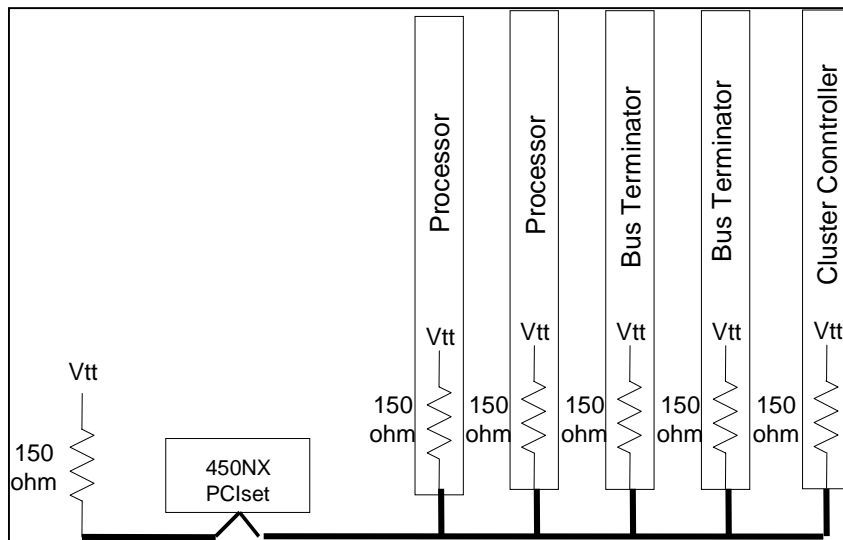 Processor
Processor
Bus Terminator
Bus Terminator
Cluster Conntroller
Vtt
Vtt
Vtt
Vtt
Vtt
Vtt
150
ohm
150
ohm
150
ohm
150
ohm
150
ohm
150
ohm
450NX
PCIset